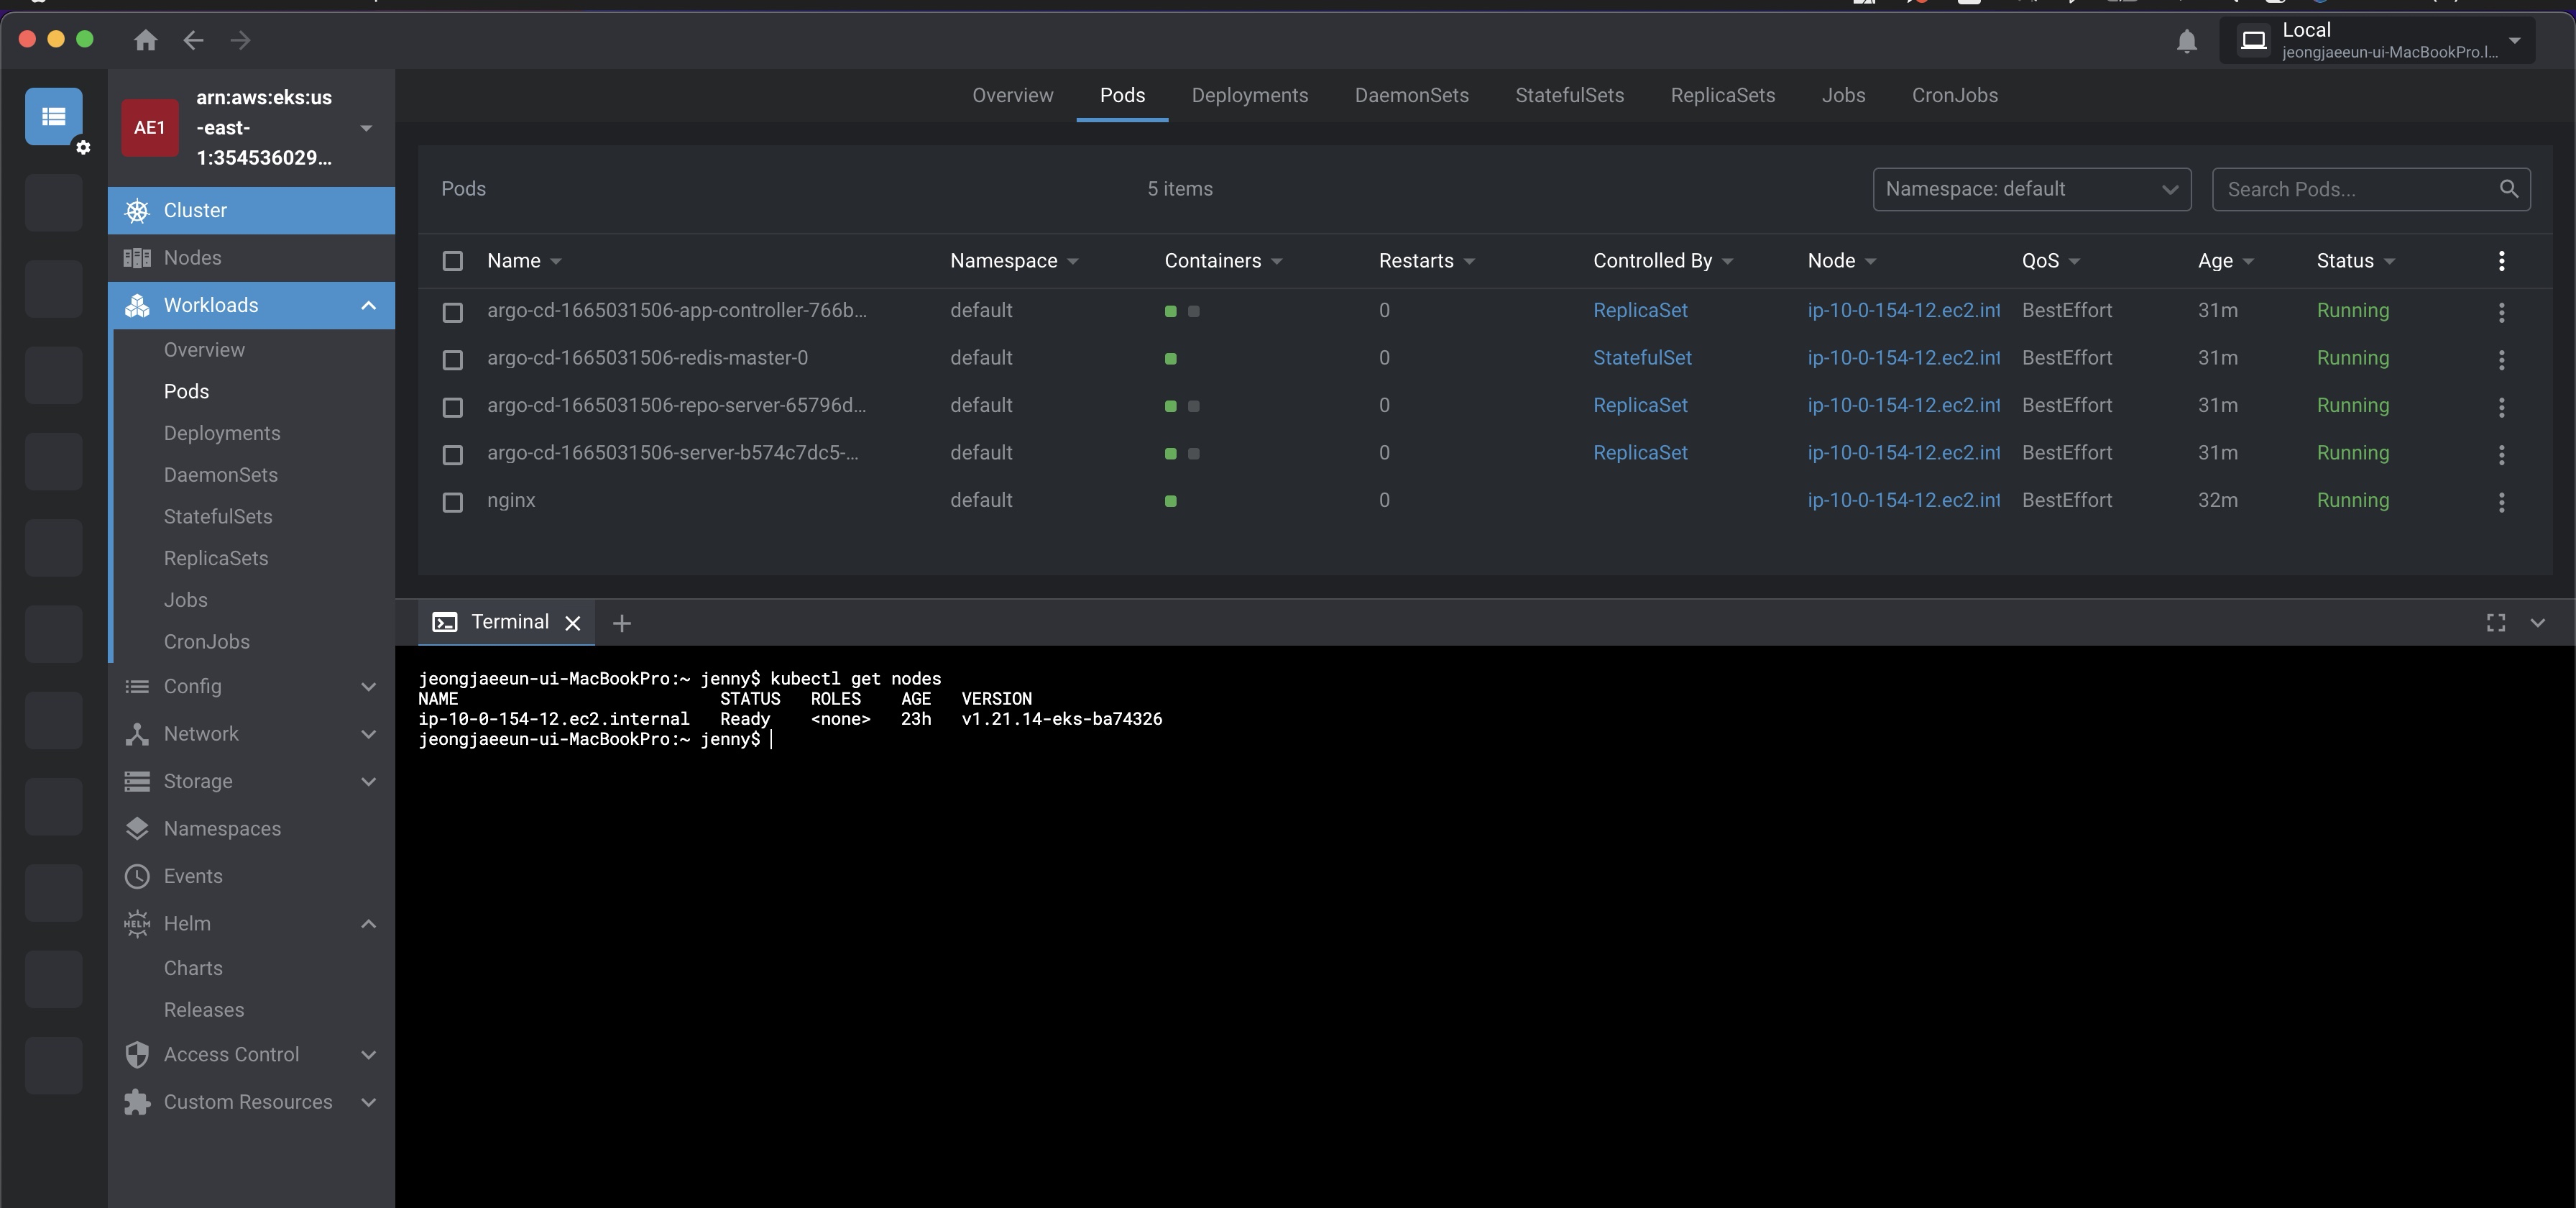 Local
jeongjaeeun-ui-MacBookPro.l...
AE1
arn:aws:eks:us
-east-
1:354536029...
Cluster
Nodes
Workloads
Overview
Pods
Deployments
DaemonSets
StatefulSets
ReplicaSets
Jobs
CronJobs
Config
Network
Storage
Namespaces
Events
HELM
Helm
Charts
Releases
Access Control
Custom Resources
Overview Pods Deployments DaemonSets StatefulSets ReplicaSets Jobs CronJobs
Pods 5 items Namespace: default Search Pods...
Name Namespace Containers Restarts Controlled By Node QoS Age Status
argo-cd-1665031506-app-controller-766b... default 0 ReplicaSet ip-10-0-154-12.ec2.int BestEffort 31m Running
argo-cd-1665031506-redis-master-0 default 0 StatefulSet ip-10-0-154-12.ec2.int BestEffort 31m Running
argo-cd-1665031506-repo-server-65796d... default 0 ReplicaSet ip-10-0-154-12.ec2.int BestEffort 31m Running
argo-cd-1665031506-server-b574c7dc5-... default 0 ReplicaSet ip-10-0-154-12.ec2.int BestEffort 31m Running
nginx default 0 ip-10-0-154-12.ec2.int BestEffort 32m Running
Terminal
jeongjaeeun-ui-MacBookPro:~ jenny$ kubectl get nodes
NAME STATUS ROLES AGE VERSION
ip-10-0-154-12.ec2.internal Ready <none> 23h v1.21.14-eks-ba74326
jeongjaeeun-ui-MacBookPro:~ jenny$